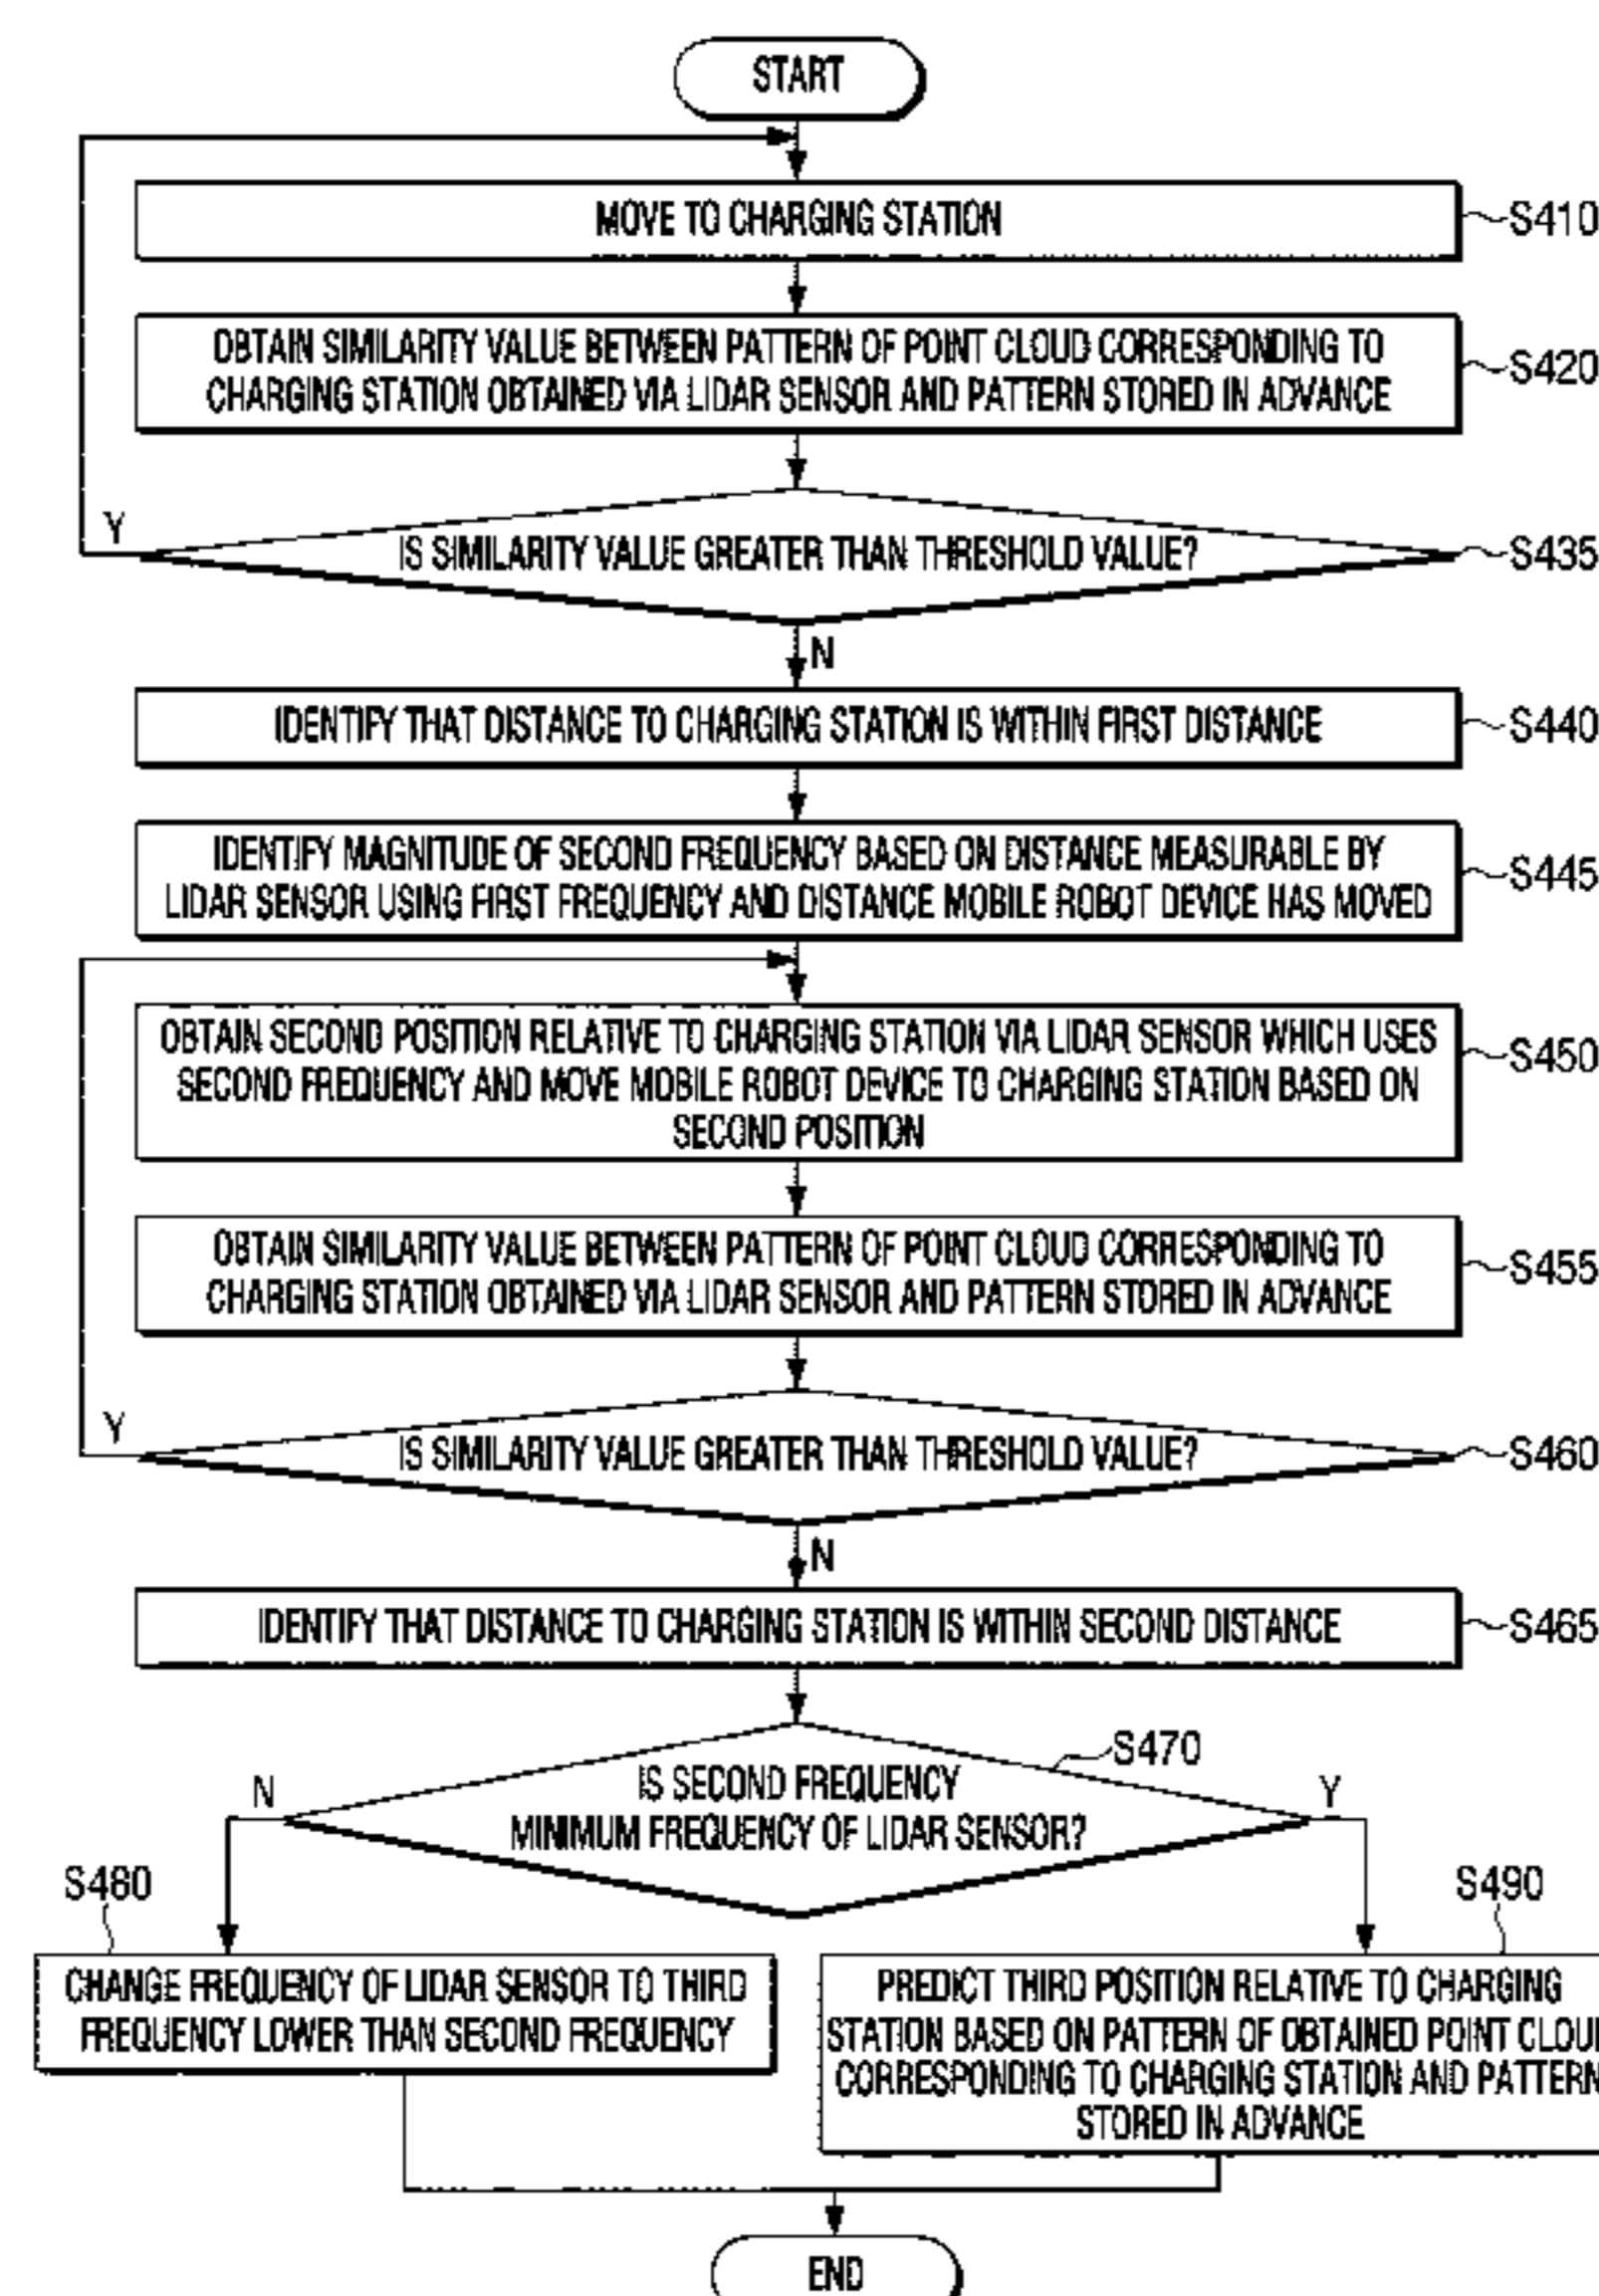 START
MOVE TO CHARGING STATION
S410
OBTAIN SIMILARITY VALUE BETWEEN PATTERN OF POINT CLOUD CORRESPONDING TO
CHARGING STATION OBTAINED VIA LIDAR SENSOR AND PATTERN STORED IN ADVANCE
S420
Y
IS SIMILARITY VALUE GREATER THAN THRESHOLD VALUE?
S435
N
IDENTIFY THAT DISTANCE TO CHARGING STATION IS WITHIN FIRST DISTANCE
S440
IDENTIFY MAGNITUDE OF SECOND FREQUENCY BASED ON DISTANCE MEASURABLE BY
LIDAR SENSOR USING FIRST FREQUENCY AND DISTANCE MOBILE ROBOT DEVICE HAS MOVED
S445
OBTAIN SECOND POSITION RELATIVE TO CHARGING STATION VIA LIDAR SENSOR WHICH USES
SECOND FREQUENCY AND MOVE MOBILE ROBOT DEVICE TO CHARGING STATION BASED ON
SECOND POSITION
S450
OBTAIN SIMILARITY VALUE BETWEEN PATTERN OF POINT CLOUD CORRESPONDING TO
CHARGING STATION OBTAINED VIA LIDAR SENSOR AND PATTERN STORED IN ADVANCE
S455
Y
IS SIMILARITY VALUE GREATER THAN THRESHOLD VALUE?
S460
N
IDENTIFY THAT DISTANCE TO CHARGING STATION IS WITHIN SECOND DISTANCE
S465
S470
IS SECOND FREQUENCY
MINIMUM FREQUENCY OF LIDAR SENSOR?
N
Y
S480
CHANGE FREQUENCY OF LIDAR SENSOR TO THIRD
FREQUENCY LOWER THAN SECOND FREQUENCY
S490
PREDICT THIRD POSITION RELATIVE TO CHARGING
STATION BASED ON PATTERN OF OBTAINED POINT CLOUD
CORRESPONDING TO CHARGING STATION AND PATTERN
STORED IN ADVANCE
END